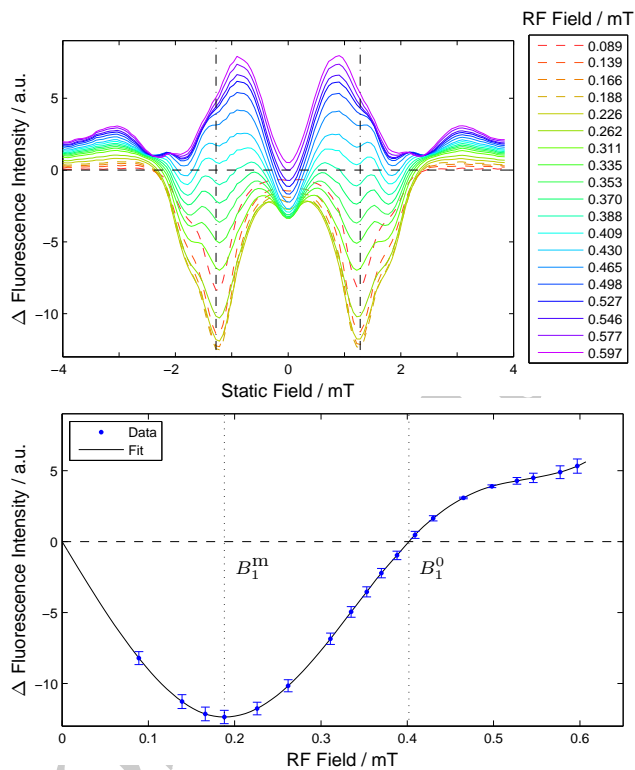 RF Field / mT
0.089
0.139
0.166
0.188
0.226
0.262
0.311
0.335
0.353
0.370
0.388
0.409
0.430
0.465
0.498
0.527
0.546
0.577
0.597
5
0
−5
−10
Δ Fluorescence Intensity / a.u.
−4 −2 0 2 4
Static Field / mT
Data
Fit
5
0
−5
−10
Δ Fluorescence Intensity / a.u.
B₁ᵐ B₁⁰
0 0.1 0.2 0.3 0.4 0.5 0.6
RF Field / mT